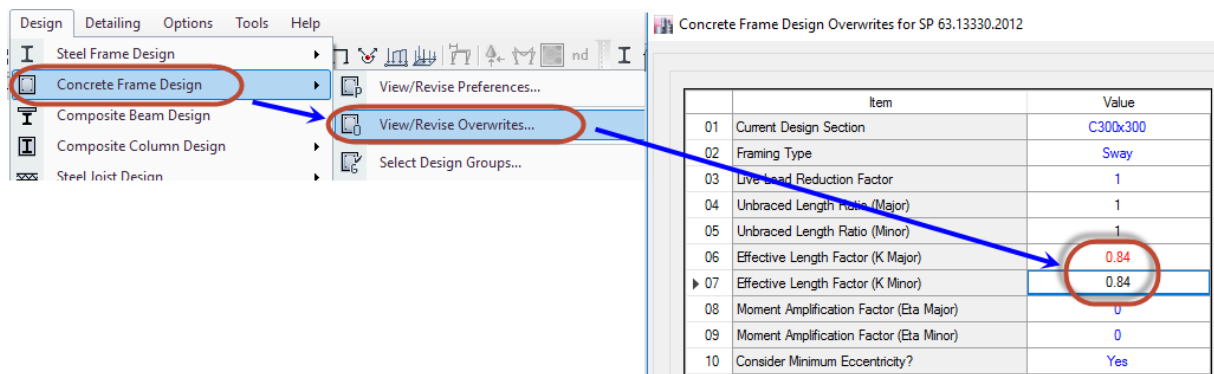 Design Detailing Options Tools Help
Steel Frame Design
Concrete Frame Design
Composite Beam Design
Composite Column Design
Steel Joist Design
nd
View/Revise Preferences...
View/Revise Overwrites...
Select Design Groups...
Concrete Frame Design Overwrites for SP 63.13330.2012
Item Value
01 Current Design Section C300x300
02 Framing Type Sway
03 Live Load Reduction Factor 1
04 Unbraced Length Ratio (Major) 1
05 Unbraced Length Ratio (Minor) 1
06 Effective Length Factor (K Major) 0.84
07 Effective Length Factor (K Minor) 0.84
08 Moment Amplification Factor (Eta Major) 0
09 Moment Amplification Factor (Eta Minor) 0
10 Consider Minimum Eccentricity? Yes